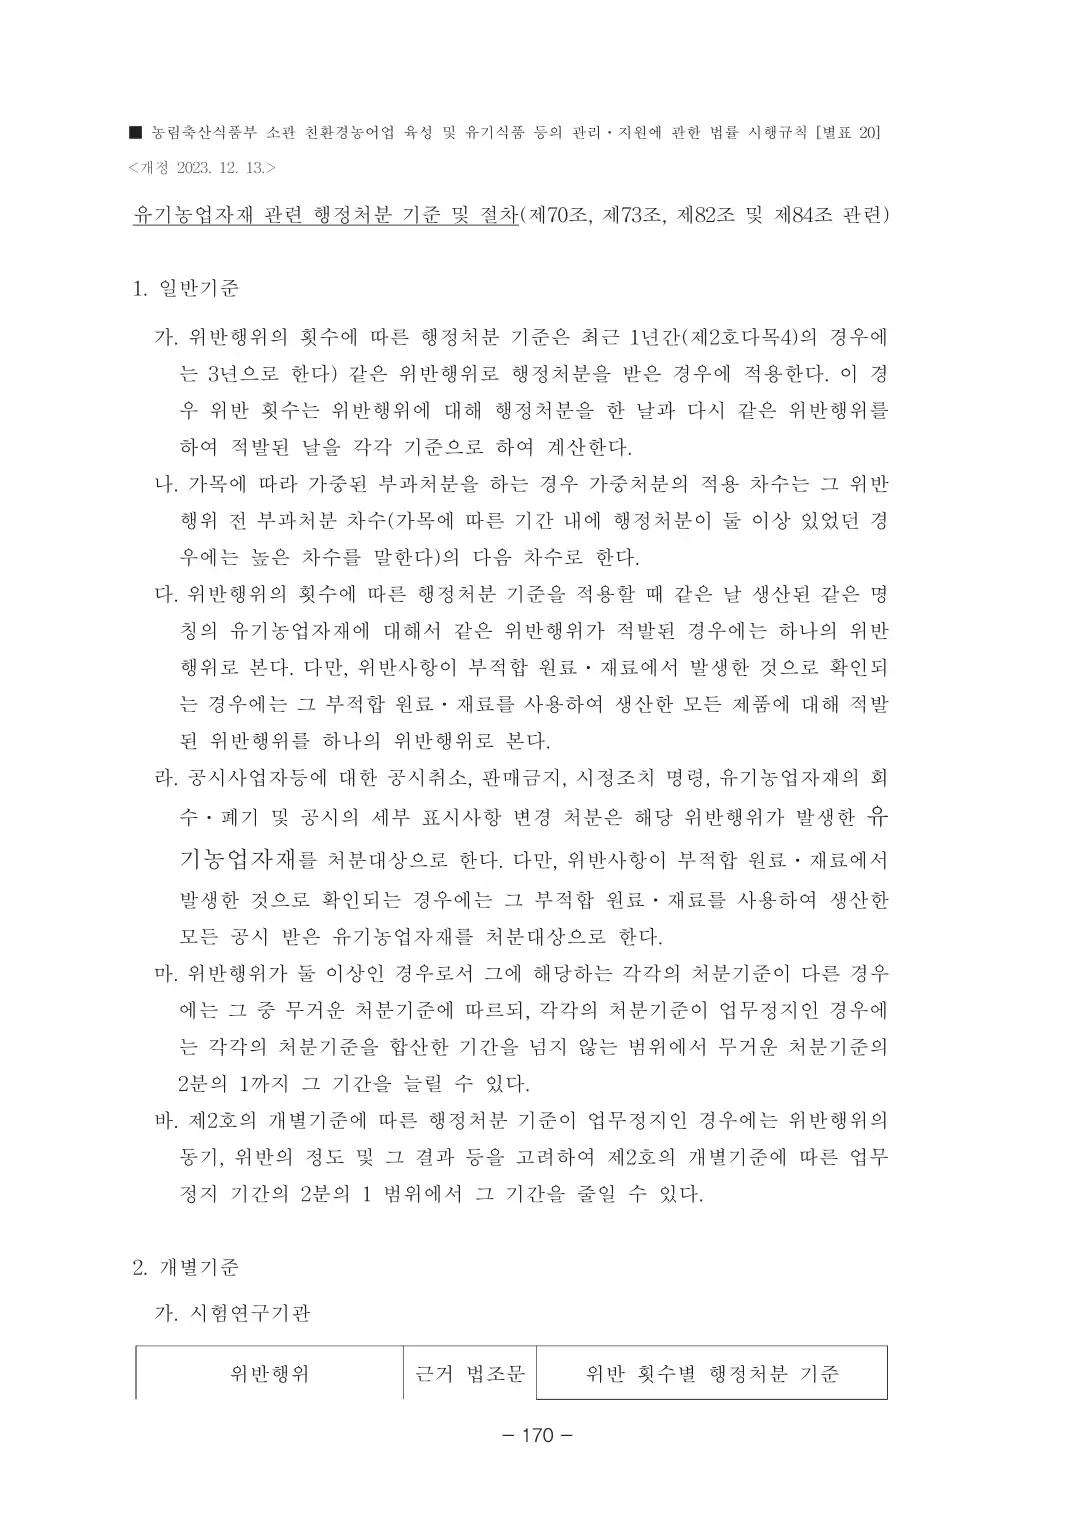 ■ 농림축산식품부 소관 친환경농어업 육성 및 유기식품 등의 관리·지원에 관한 법률 시행규칙 [별표 20]
<개정 2023. 12. 13.>
유기농업자재 관련 행정처분 기준 및 절차(제70조, 제73조, 제82조 및 제84조 관련)
1. 일반기준
가. 위반행위의 횟수에 따른 행정처분 기준은 최근 1년간(제2호다목4)의 경우에
는 3년으로 한다) 같은 위반행위로 행정처분을 받은 경우에 적용한다. 이 경
우 위반 횟수는 위반행위에 대해 행정처분을 한 날과 다시 같은 위반행위를
하여 적발된 날을 각각 기준으로 하여 계산한다.
나. 가목에 따라 가중된 부과처분을 하는 경우 가중처분의 적용 차수는 그 위반
행위 전 부과처분 차수(가목에 따른 기간 내에 행정처분이 둘 이상 있었던 경
우에는 높은 차수를 말한다)의 다음 차수로 한다.
다. 위반행위의 횟수에 따른 행정처분 기준을 적용할 때 같은 날 생산된 같은 명
칭의 유기농업자재에 대해서 같은 위반행위가 적발된 경우에는 하나의 위반
행위로 본다. 다만, 위반사항이 부적합 원료·재료에서 발생한 것으로 확인되
는 경우에는 그 부적합 원료·재료를 사용하여 생산한 모든 제품에 대해 적발
된 위반행위를 하나의 위반행위로 본다.
라. 공시사업자등에 대한 공시취소, 판매금지, 시정조치 명령, 유기농업자재의 회
수·폐기 및 공시의 세부 표시사항 변경 처분은 해당 위반행위가 발생한 유
기농업자재를 처분대상으로 한다. 다만, 위반사항이 부적합 원료·재료에서
발생한 것으로 확인되는 경우에는 그 부적합 원료·재료를 사용하여 생산한
모든 공시 받은 유기농업자재를 처분대상으로 한다.
마. 위반행위가 둘 이상인 경우로서 그에 해당하는 각각의 처분기준이 다른 경우
에는 그 중 무거운 처분기준에 따르되, 각각의 처분기준이 업무정지인 경우에
는 각각의 처분기준을 합산한 기간을 넘지 않는 범위에서 무거운 처분기준의
2분의 1까지 그 기간을 늘릴 수 있다.
바. 제2호의 개별기준에 따른 행정처분 기준이 업무정지인 경우에는 위반행위의
동기, 위반의 정도 및 그 결과 등을 고려하여 제2호의 개별기준에 따른 업무
정지 기간의 2분의 1 범위에서 그 기간을 줄일 수 있다.
2. 개별기준
가. 시험연구기관
위반행위 근거 법조문 위반 횟수별 행정처분 기준
- 170 -